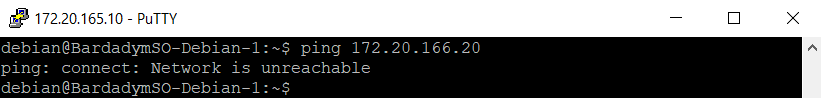 172.20.165.10 - PuTTY
debian@BardadymSO-Debian-1:~$ ping 172.20.166.20
ping: connect: Network is unreachable
debian@BardadymSO-Debian-1:~$